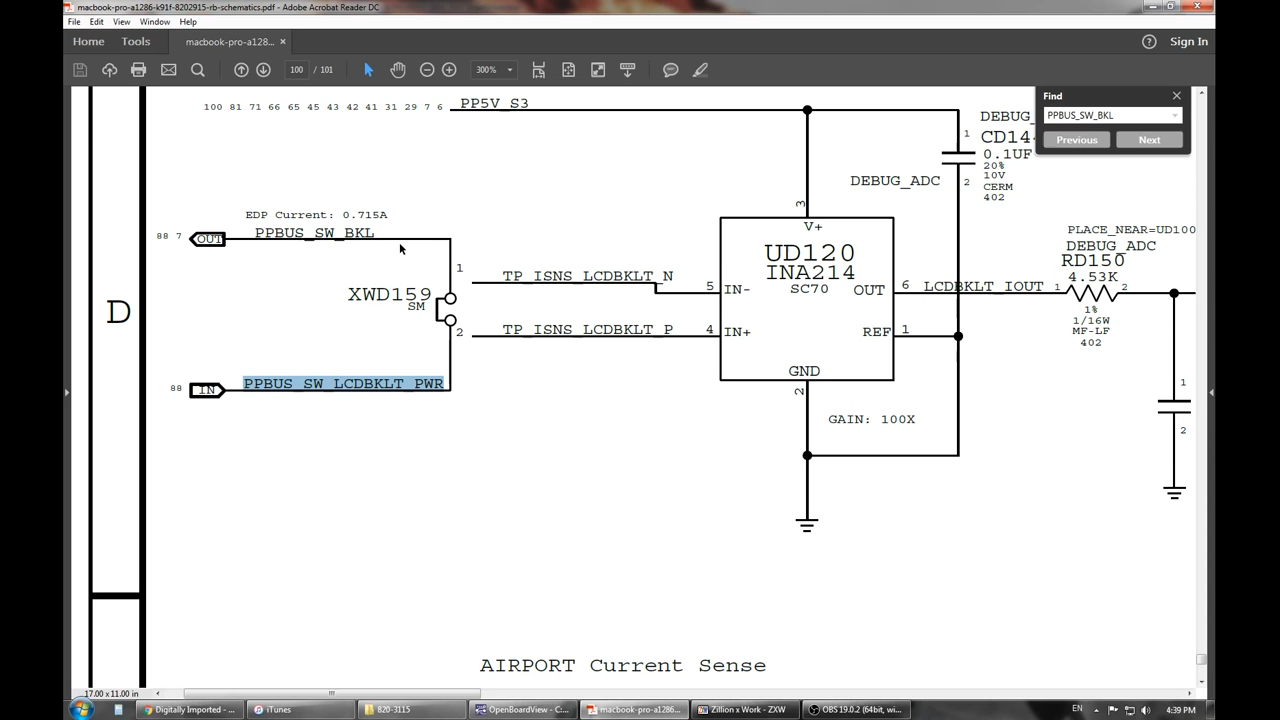 macbook-pro-a1286-k91f-8202915-rb-schematics.pdf - Adobe Acrobat Reader DC
File Edit View Window Help
Home Tools macbook-pro-a128... × Sign In
100 / 101 300%
Find
PPBUS_SW_BKL
Previous Next
100 81 71 66 65 45 43 42 41 31 29 7 6 PP5V_S3
DEBUG_
1 CD14
0.1UF
20%
10V
CERM
402
DEBUG_ADC 2
3
V+
EDP Current: 0.715A
88 7 OUT PPBUS_SW_BKL
PLACE_NEAR=UD100
DEBUG_ADC
RD150
4.53K
1 2
1%
1/16W
MF-LF
402
UD120
INA214
SC70
1
XWD159
SM
2
TP_ISNS_LCDBKLT_N 5 IN- OUT 6 LCDBKLT_IOUT
TP_ISNS_LCDBKLT_P 4 IN+ REF 1
88 IN PPBUS_SW_LCDBKLT_PWR
GND
2
1
2
GAIN: 100X
D
AIRPORT Current Sense
17.00 x 11.00 in
Digitally Imported - ... iTunes 820-3115 OpenBoardView - C:... macbook-pro-a1286... Zillion x Work - ZXW OBS 19.0.2 (64bit, wi... EN 4:39 PM